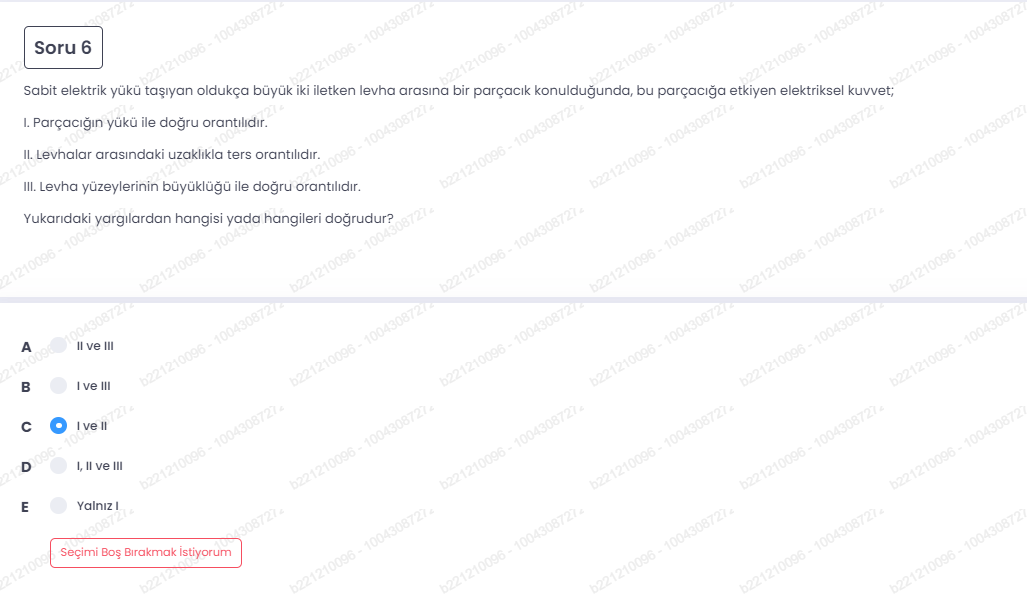 Soru 6
Sabit elektrik yükü taşıyan oldukça büyük iki iletken levha arasına bir parçacık konulduğunda, bu parçacığa etkiyen elektriksel kuvvet;
I. Parçacığın yükü ile doğru orantılıdır.
II. Levhalar arasındaki uzaklıkla ters orantılıdır.
III. Levha yüzeylerinin büyüklüğü ile doğru orantılıdır.
Yukarıdaki yargılardan hangisi yada hangileri doğrudur?
A II ve III
B I ve III
C I ve II
D I, II ve III
E Yalnız I
Seçimi Boş Bırakmak İstiyorum